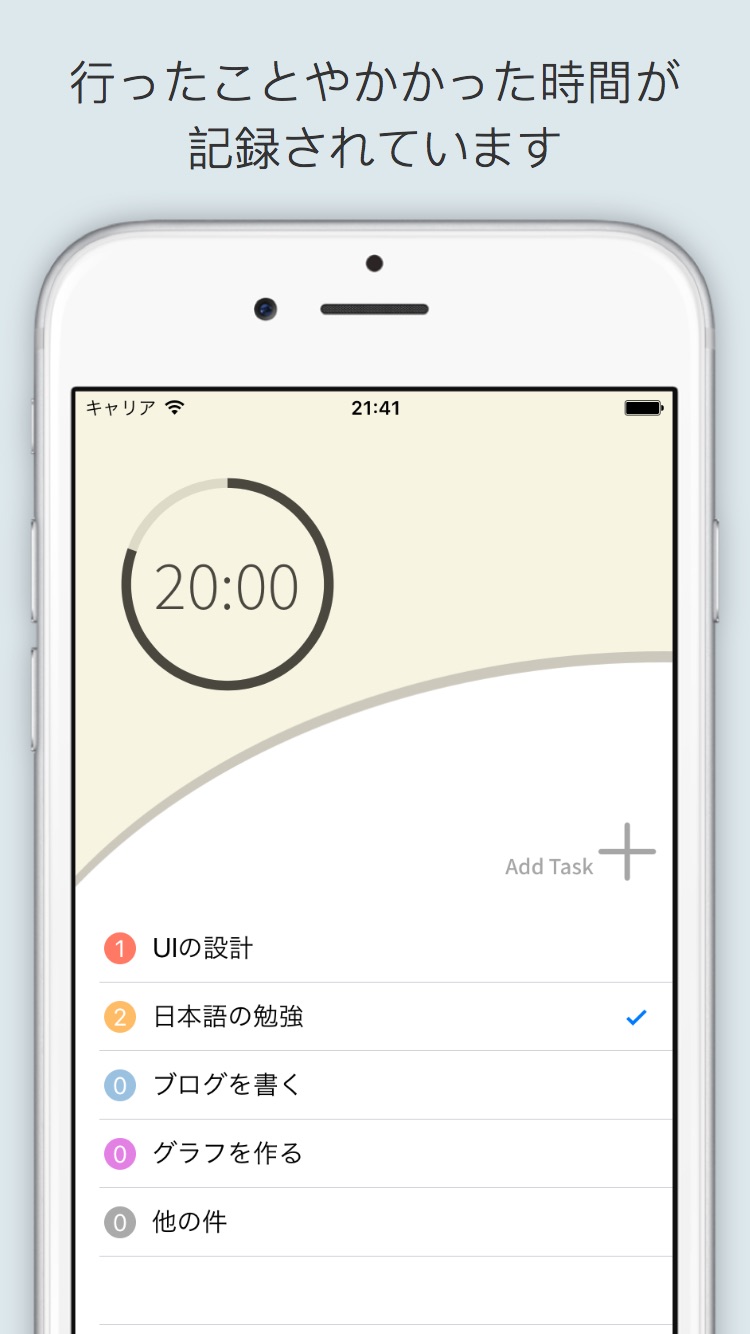 行ったことやかかった時間が
記録されています
キャリア 21:41
20:00
Add Task
1 UIの設計
2 日本語の勉強
0 ブログを書く
0 グラフを作る
0 他の件